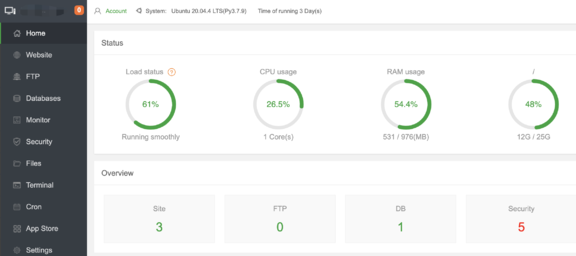 0
Account System: Ubuntu 20.04.4 LTS(Py3.7.9) Time of running 3 Day(s)
Home
Website
FTP
Databases
Monitor
Security
Files
Terminal
Cron
App Store
Settings
Status
Load status ? CPU usage RAM usage /
61% 26.5% 54.4% 48%
Running smoothly 1 Core(s) 531 / 976(MB) 12G / 25G
Overview
Site FTP DB Security
3 0 1 5